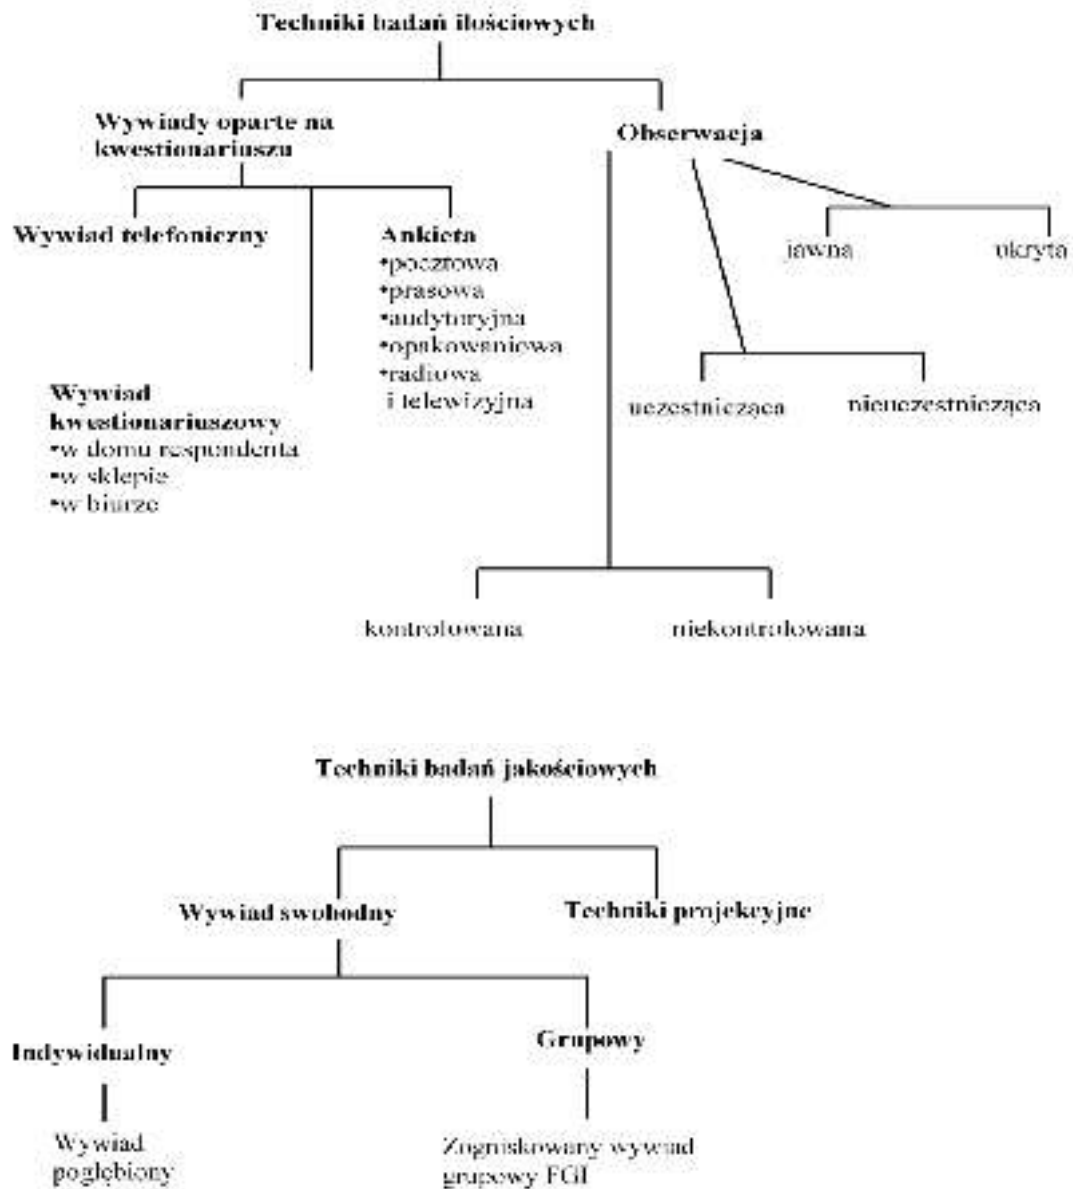 Techniki badań ilościowych
Wywiady oparte na
kwestionariuszu
Obserwacja
Wywiad telefoniczny
Ankieta
•pocztowa
•prasowa
•audytoryjna
•opakowaniowa
•radiowa
i telewizyjna
jawna
ukryta
Wywiad
kwestionariuszowy
•w domu respondenta
•w sklepie
•w biurze
uczestnicząca
nieuczestnicząca
kontrolowana
niekontrolowana
Techniki badań jakościowych
Wywiad swobodny
Techniki projekcyjne
Indywidualny
Grupowy
Wywiad
pogłębiony
Zogniskowany wywiad
grupowy FGI